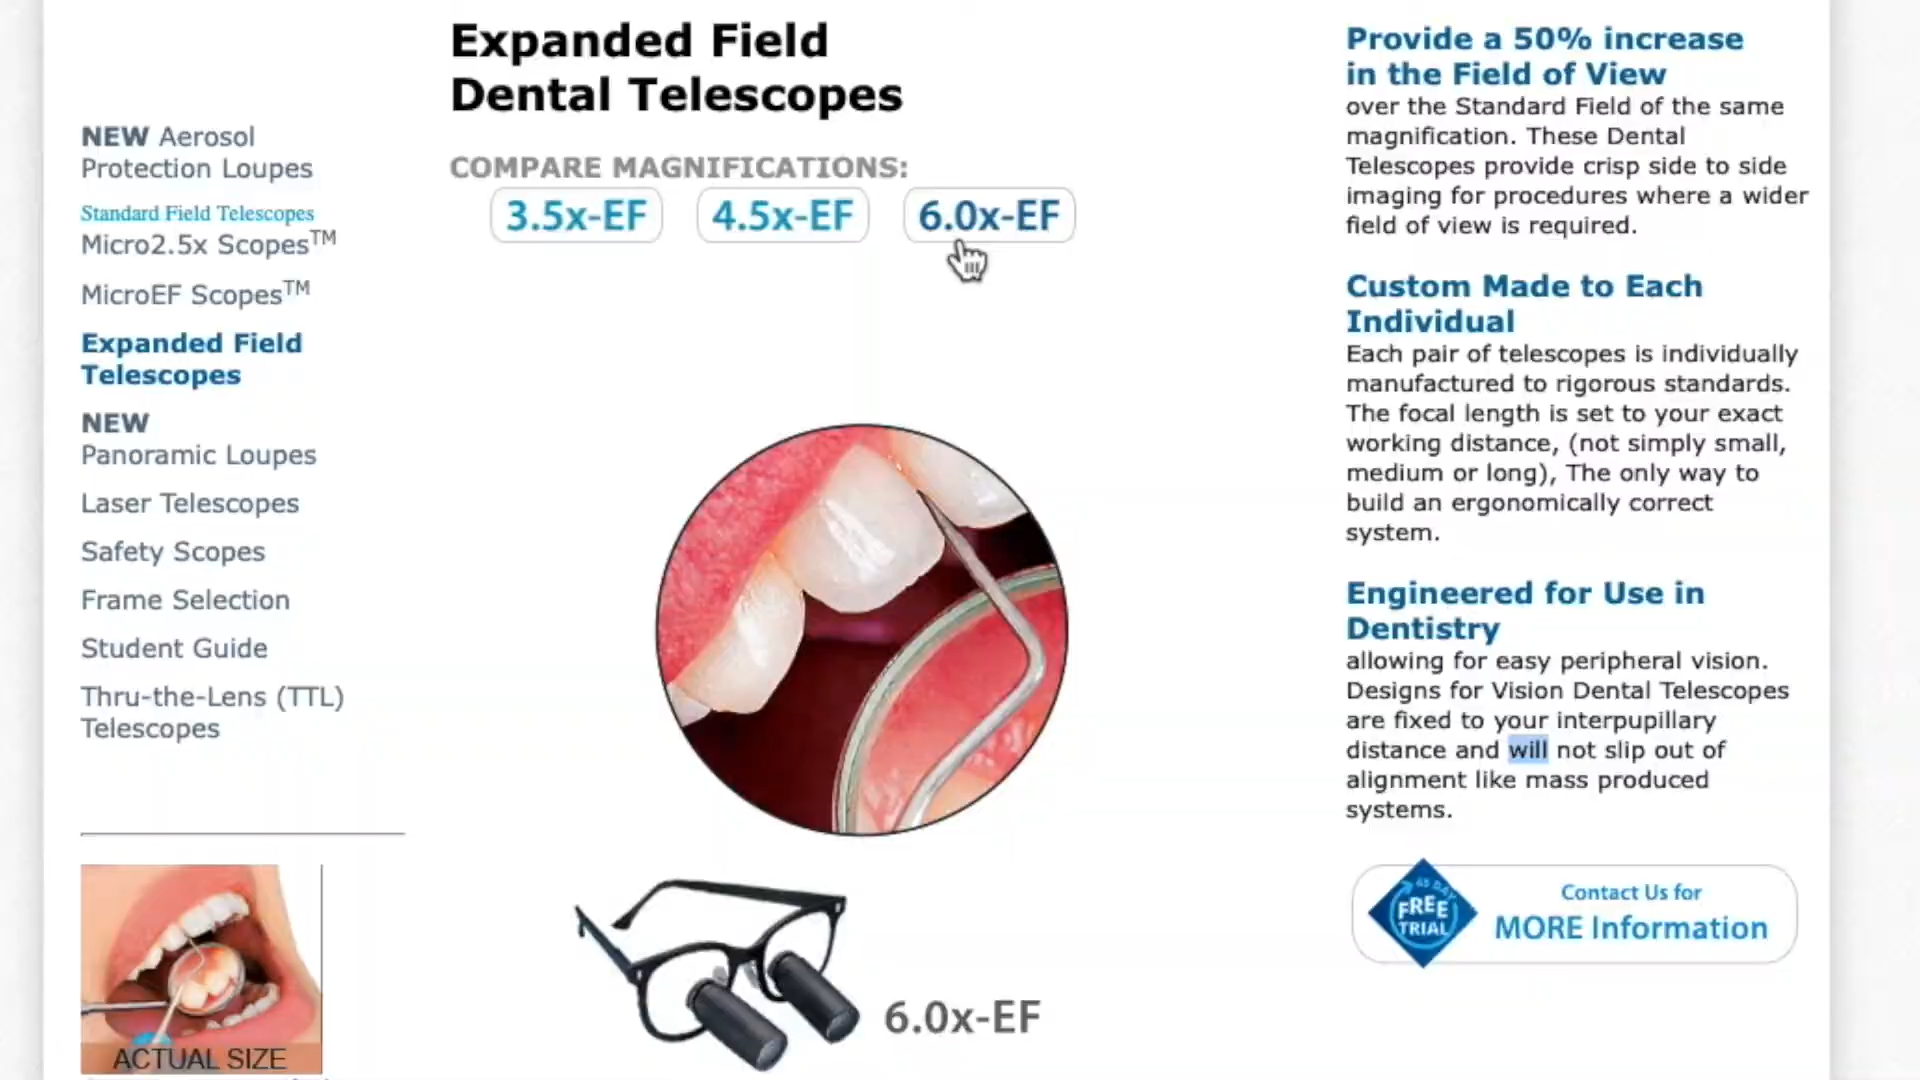 Expanded Field
Dental Telescopes
COMPARE MAGNIFICATIONS:
3.5x-EF
4.5x-EF
6.0x-EF
NEW Aerosol
Protection Loupes
Standard Field Telescopes
Micro2.5x Scopes™
MicroEF Scopes™
Expanded Field
Telescopes
NEW
Panoramic Loupes
Laser Telescopes
Safety Scopes
Frame Selection
Student Guide
Thru-the-Lens (TTL)
Telescopes
ACTUAL SIZE
6.0x-EF
Provide a 50% increase
in the Field of View
over the Standard Field of the same
magnification. These Dental
Telescopes provide crisp side to side
imaging for procedures where a wider
field of view is required.
Custom Made to Each
Individual
Each pair of telescopes is individually
manufactured to rigorous standards.
The focal length is set to your exact
working distance, (not simply small,
medium or long), The only way to
build an ergonomically correct
system.
Engineered for Use in
Dentistry
allowing for easy peripheral vision.
Designs for Vision Dental Telescopes
are fixed to your interpupillary
distance and will not slip out of
alignment like mass produced
systems.
45 DAY
FREE
TRIAL
Contact Us for
MORE Information